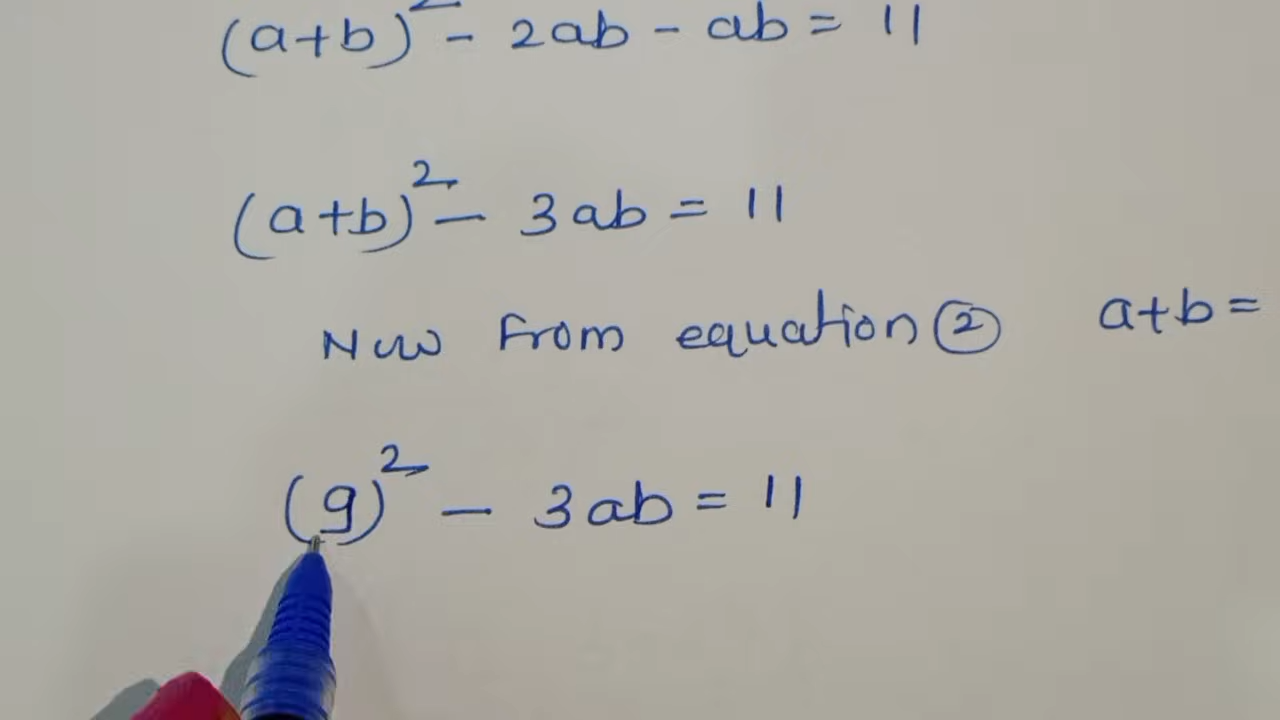 (a+b)² - 2ab - ab = 11
(a+b)² - 3ab = 11
Now From equation ② a+b =
(9)² - 3ab = 11